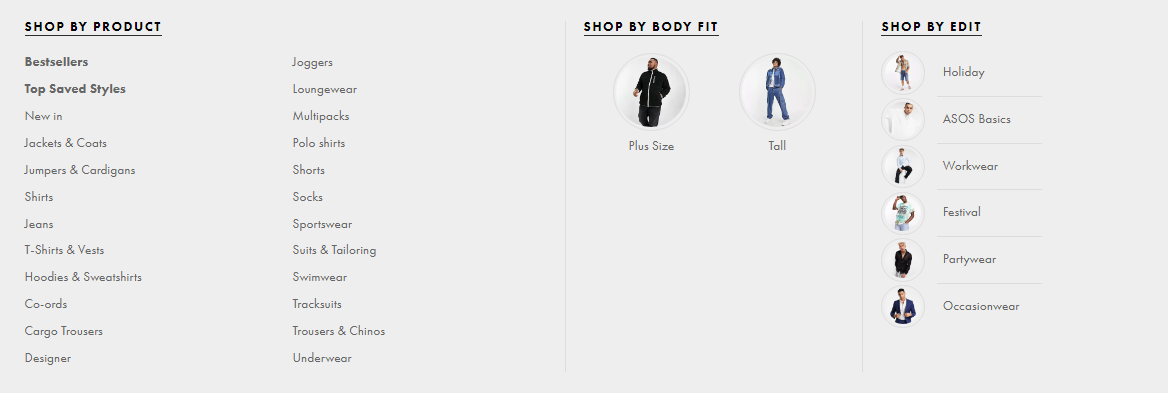 SHOP BY PRODUCT
Bestsellers
Top Saved Styles
New in
Jackets & Coats
Jumpers & Cardigans
Shirts
Jeans
T-Shirts & Vests
Hoodies & Sweatshirts
Co-ords
Cargo Trousers
Designer
Joggers
Loungewear
Multipacks
Polo shirts
Shorts
Socks
Sportswear
Suits & Tailoring
Swimwear
Tracksuits
Trousers & Chinos
Underwear
SHOP BY BODY FIT
Plus Size
Tall
SHOP BY EDIT
Holiday
ASOS Basics
Workwear
Festival
Partywear
Occasionwear